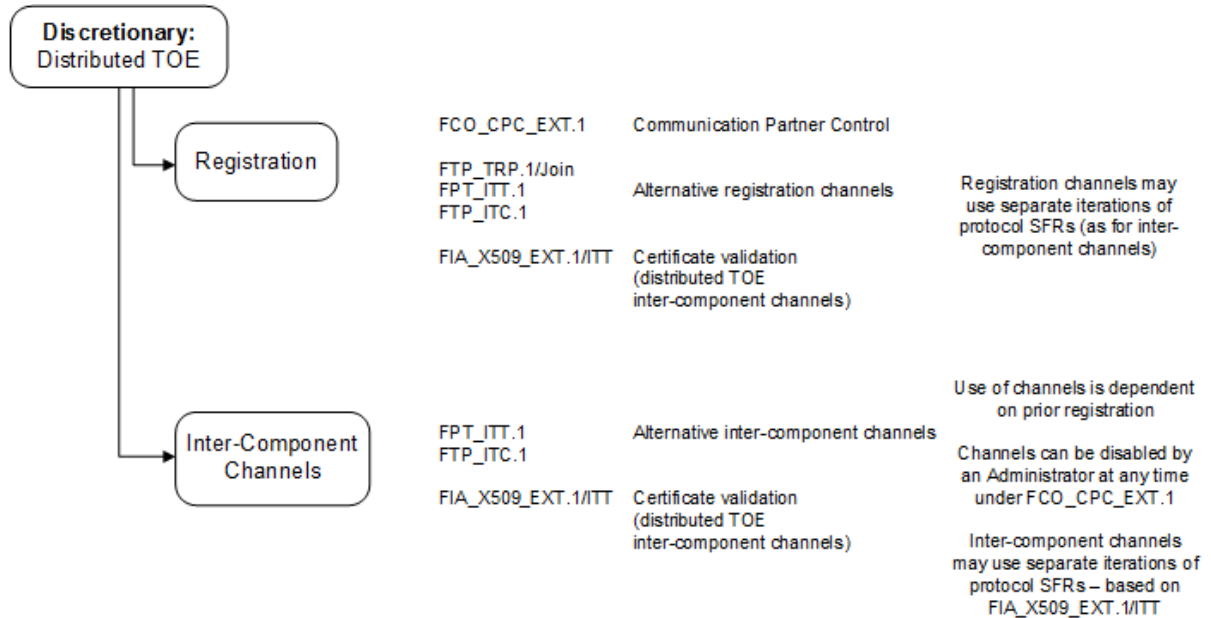 Discretionary:
Distributed TOE
Registration
FCO_CPC_EXT.1 Communication Partner Control
FTP_TRP.1/Join
FPT_ITT.1 Alternative registration channels
FTP_ITC.1
FIA_X509_EXT.1/ITT Certificate validation
(distributed TOE
inter-component channels)
Registration channels may
use separate iterations of
protocol SFRs (as for inter-
component channels)
Inter-Component
Channels
FPT_ITT.1 Alternative inter-component channels
FTP_ITC.1
FIA_X509_EXT.1/ITT Certificate validation
(distributed TOE
inter-component channels)
Use of channels is dependent
on prior registration
Channels can be disabled by
an Administrator at any time
under FCO_CPC_EXT.1
Inter-component channels
may use separate iterations of
protocol SFRs – based on
FIA_X509_EXT.1/ITT